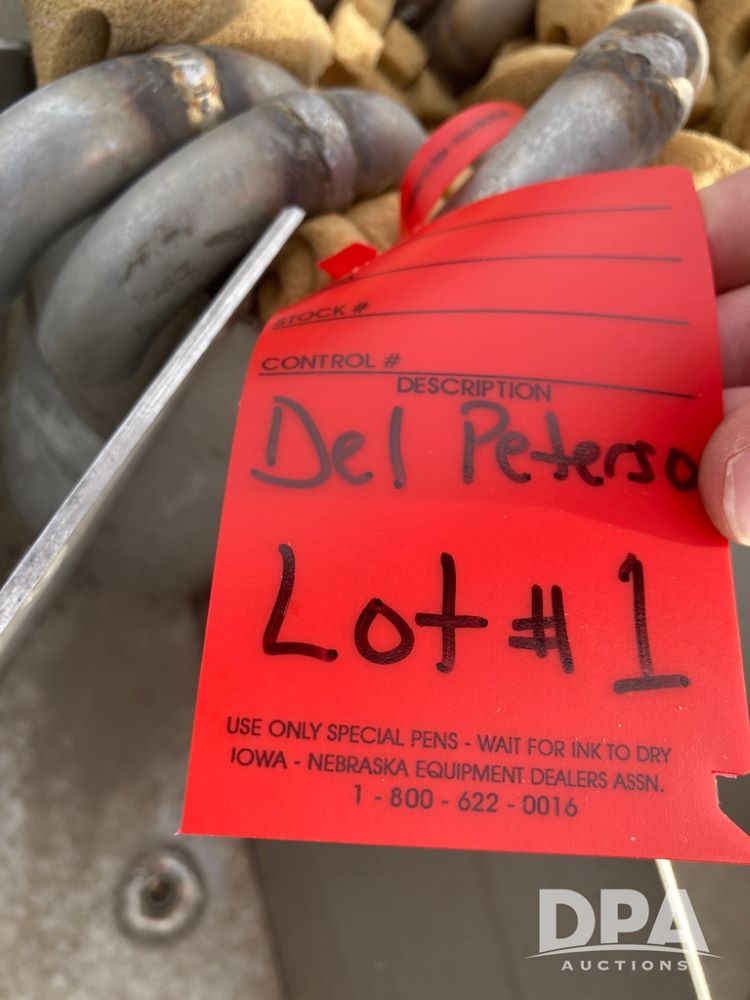 STOCK #
CONTROL #
DESCRIPTION
Del Peterso
Lot # 1
USE ONLY SPECIAL PENS - WAIT FOR INK TO DRY
IOWA - NEBRASKA EQUIPMENT DEALERS ASSN.
1 - 800 - 622 - 0016
DPA
AUCTIONS